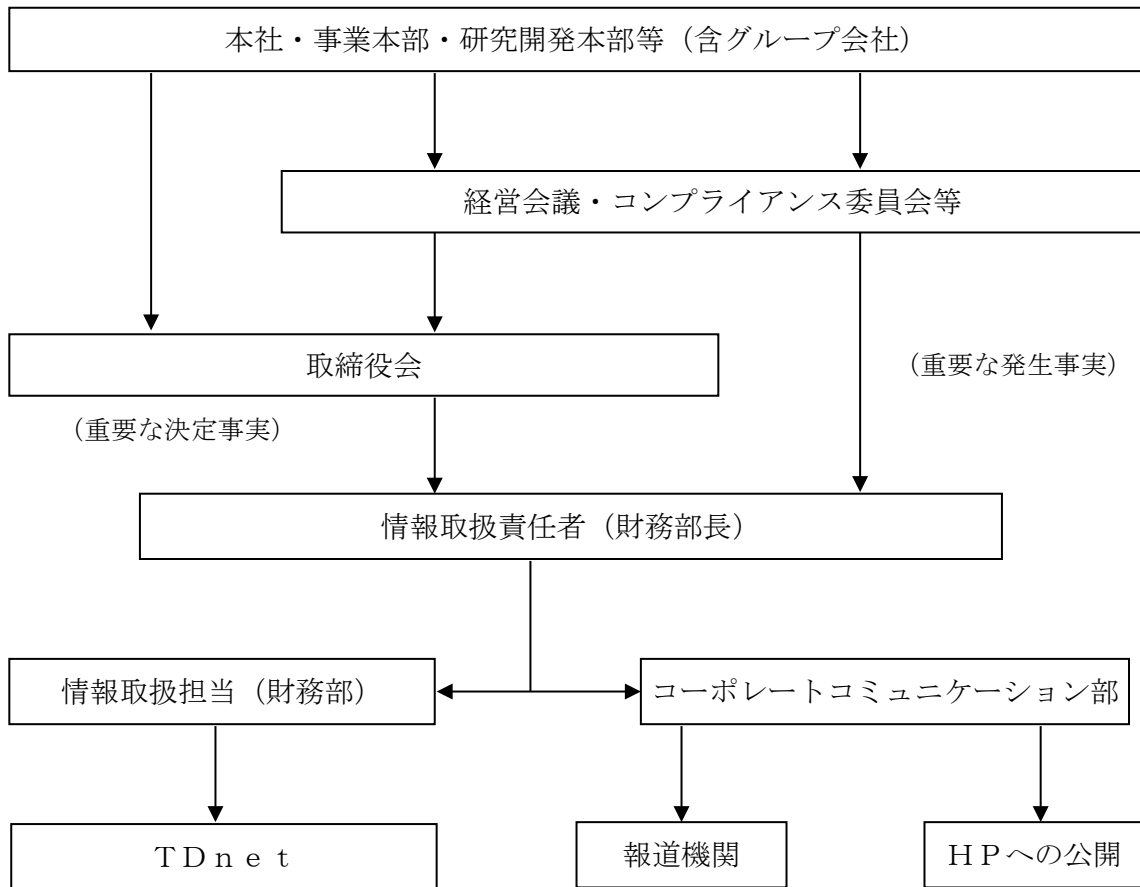 本社・事業本部・研究開発本部等（含グループ会社）
経営会議・コンプライアンス委員会等
取締役会
（重要な発生事実）
（重要な決定事実）
情報取扱責任者（財務部長）
情報取扱担当（財務部）
コーポレートコミュニケーション部
ＴＤｎｅｔ
報道機関
ＨＰへの公開